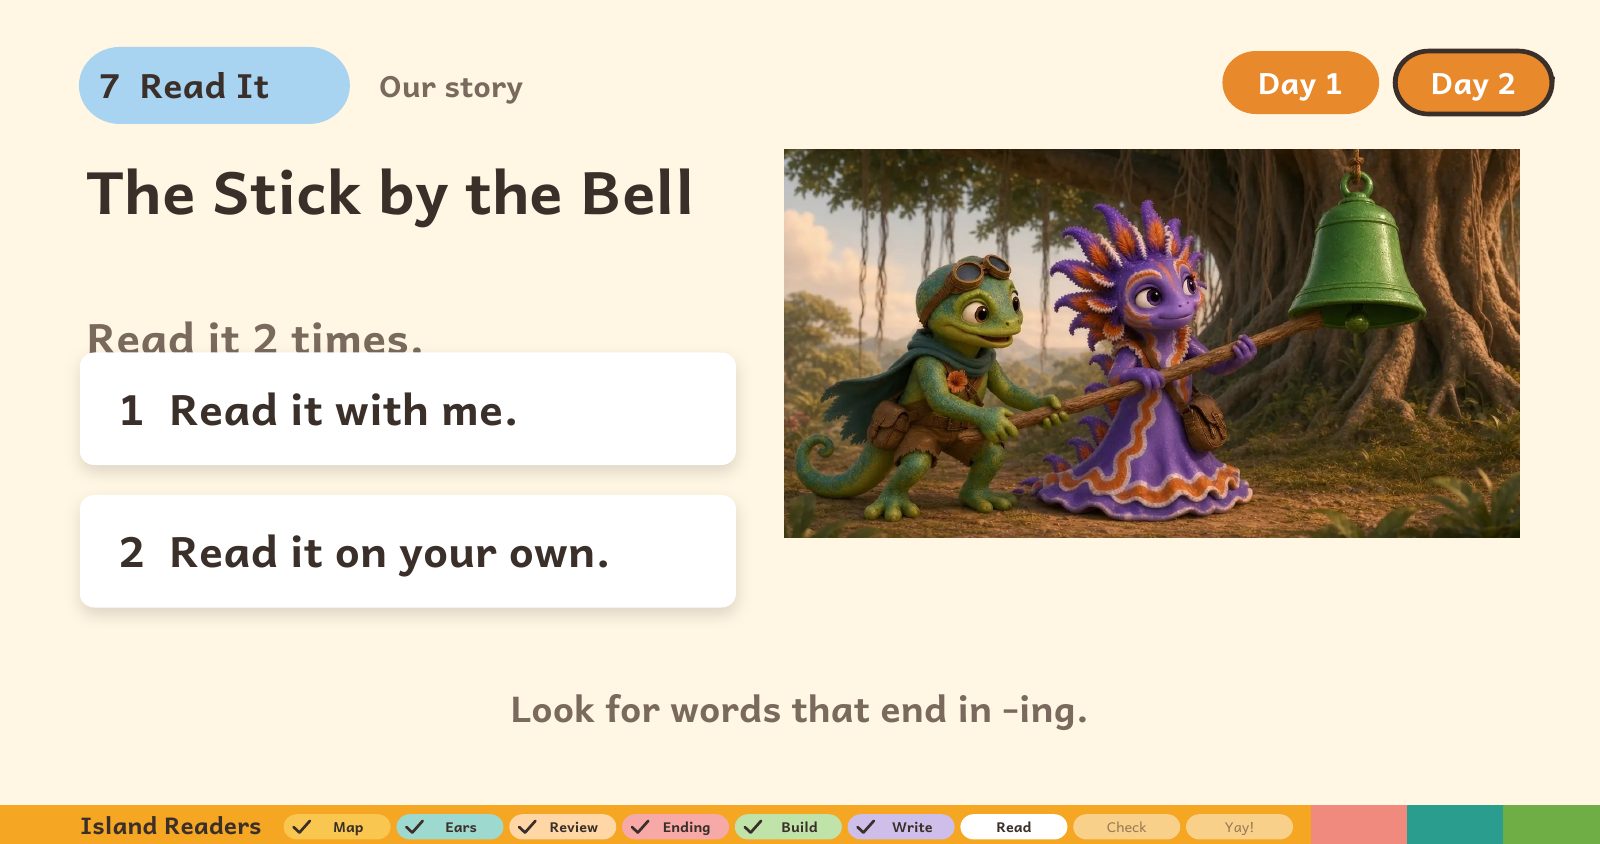 7 Read It
Our story
Day 1
Day 2
The Stick by the Bell
Read it 2 times.
1 Read it with me.
2 Read it on your own.
Look for words that end in -ing.
Island Readers
Map
Ears
Review
Ending
Build
Write
Read
Check
Yay!